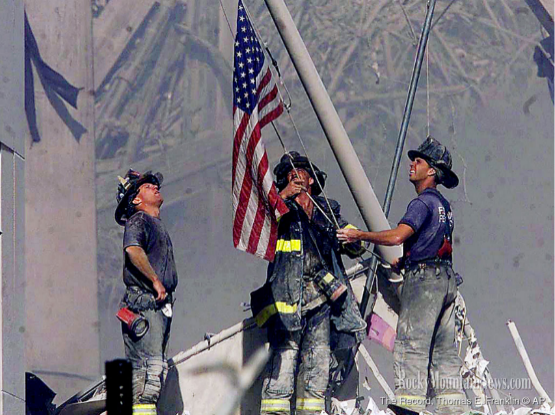 RockyMountainNews.com
The Record, Thomas E. Franklin © AP